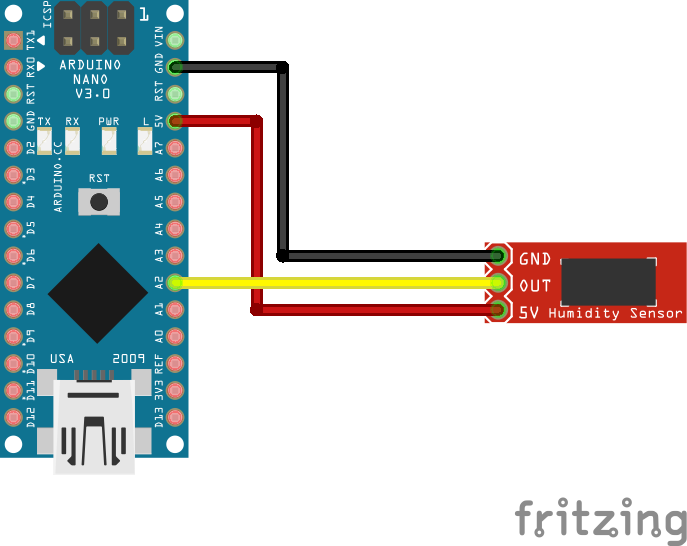 ICSP
1
TX1
RX0
RST
GND
D2
D3
D4
D5
D6
D7
D8
D9
D10
D11
D12
ARDUINO
NANO
V3.0
TX RX PWR L
ARDUINO.CC
RST
USA 2009
VIN
GND
RST
5V
A7
A6
A5
A4
A3
A2
A1
A0
REF
3V3
D13
GND
OUT
5V Humidity Sensor
fritzing